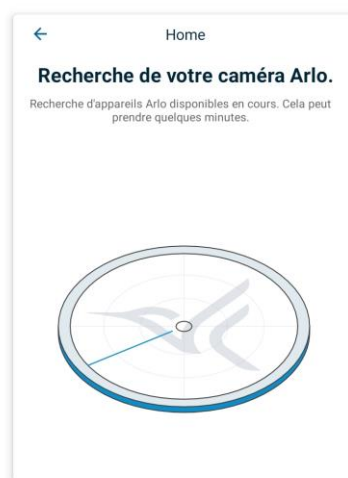 Home
Recherche de votre caméra Arlo.
Recherche d'appareils Arlo disponibles en cours. Cela peut
prendre quelques minutes.